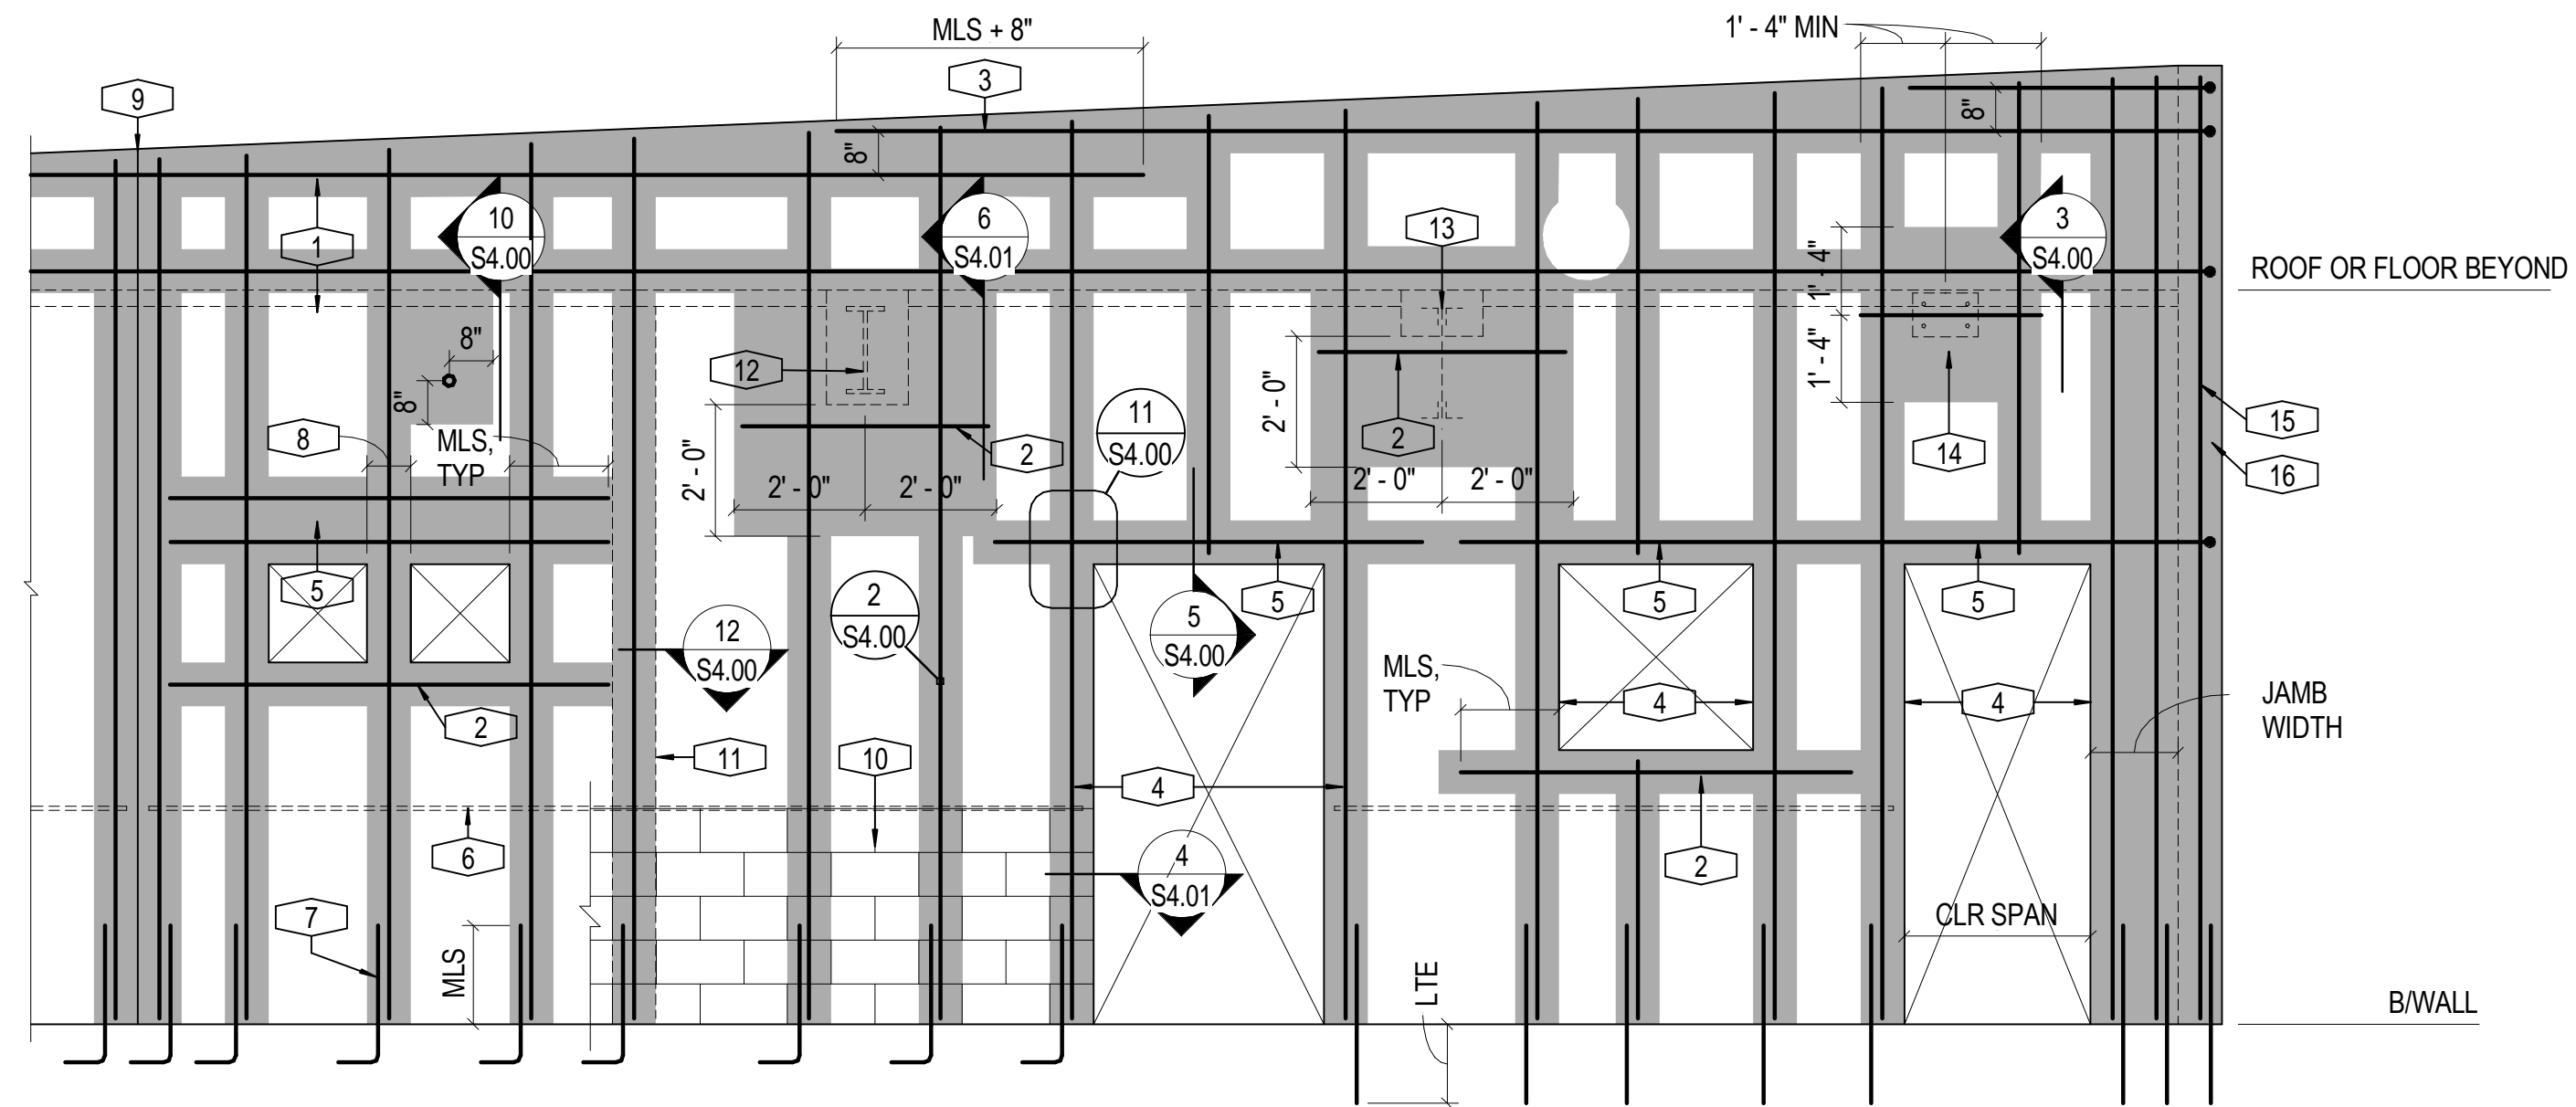 MLS + 8"
1' - 4" MIN
3
9
8"
8"
10
S4.00
6
S4.01
13
3
S4.00
1
1' - 4"
ROOF OR FLOOR BEYOND
8"
12
8"
1' - 4"
2' - 0"
11
S4.00
15
8
MLS,
TYP
2
2
14
16
2' - 0"
2' - 0"
2' - 0"
2' - 0"
2' - 0"
5
2
S4.00
12
S4.00
5
S4.00
5
5
5
MLS,
TYP
4
4
JAMB
WIDTH
2
11
10
4
6
4
S4.01
2
7
CLR SPAN
MLS
LTE
B/WALL